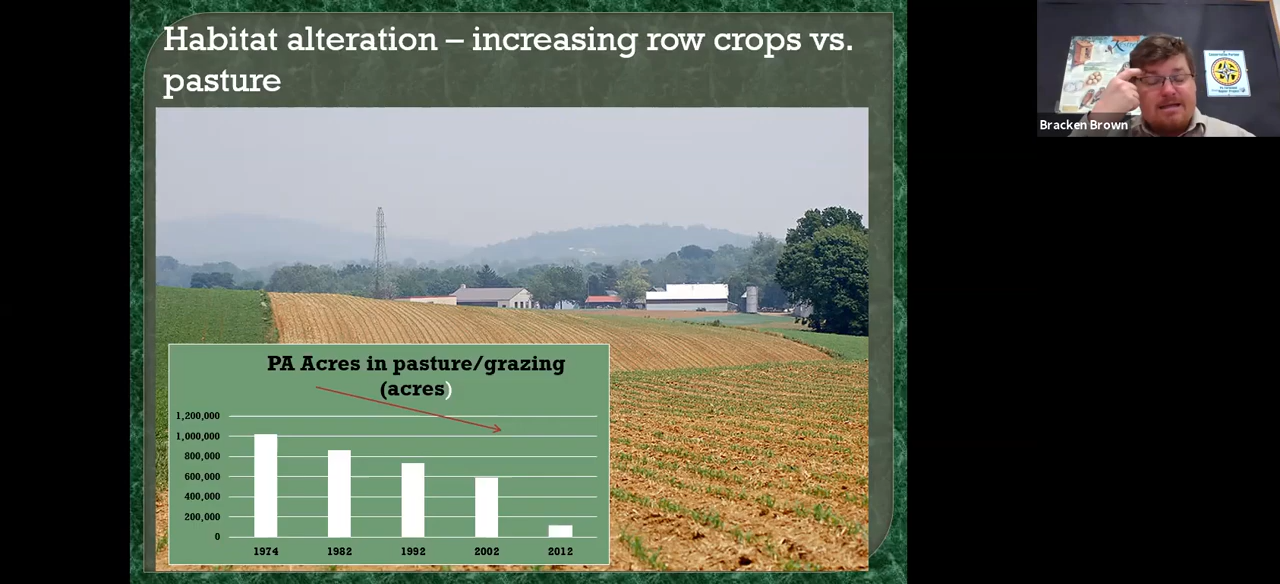 Habitat alteration – increasing row crops vs.
pasture
PA Acres in pasture/grazing
(acres)
1,200,000
1,000,000
800,000
600,000
400,000
200,000
0
1974 1982 1992 2002 2012
Bracken Brown